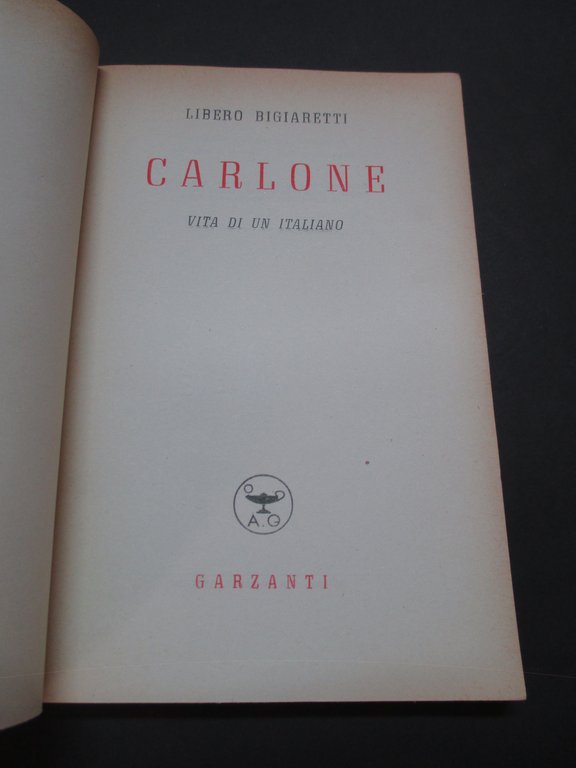 LIBERO BIGIARETTI
CARLONE
VITA DI UN ITALIANO
A.G
GARZANTI